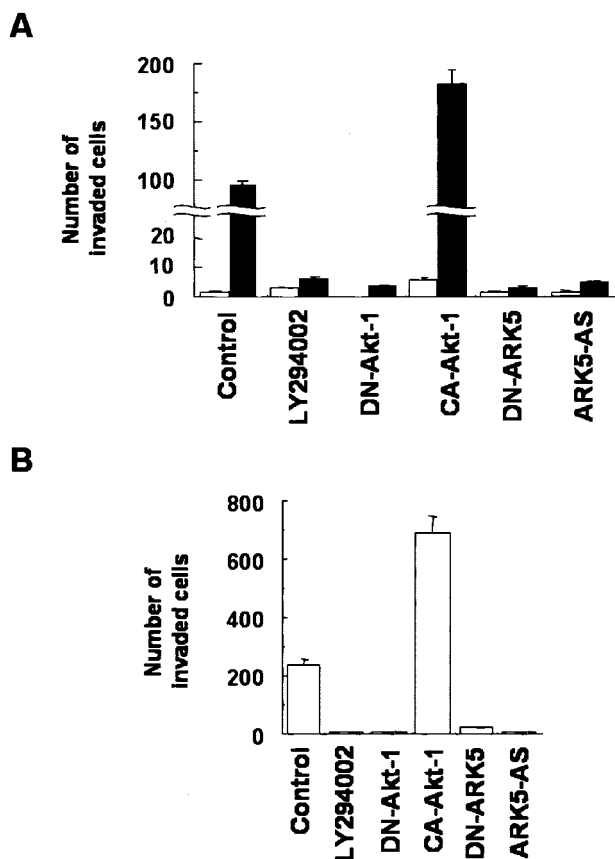 A
Number of
invaded cells
200
150
100
20
10
0
Control
LY294002
DN-Akt-1
CA-Akt-1
DN-ARK5
ARK5-AS
B
Number of
invaded cells
800
600
400
200
0
Control
LY294002
DN-Akt-1
CA-Akt-1
DN-ARK5
ARK5-AS